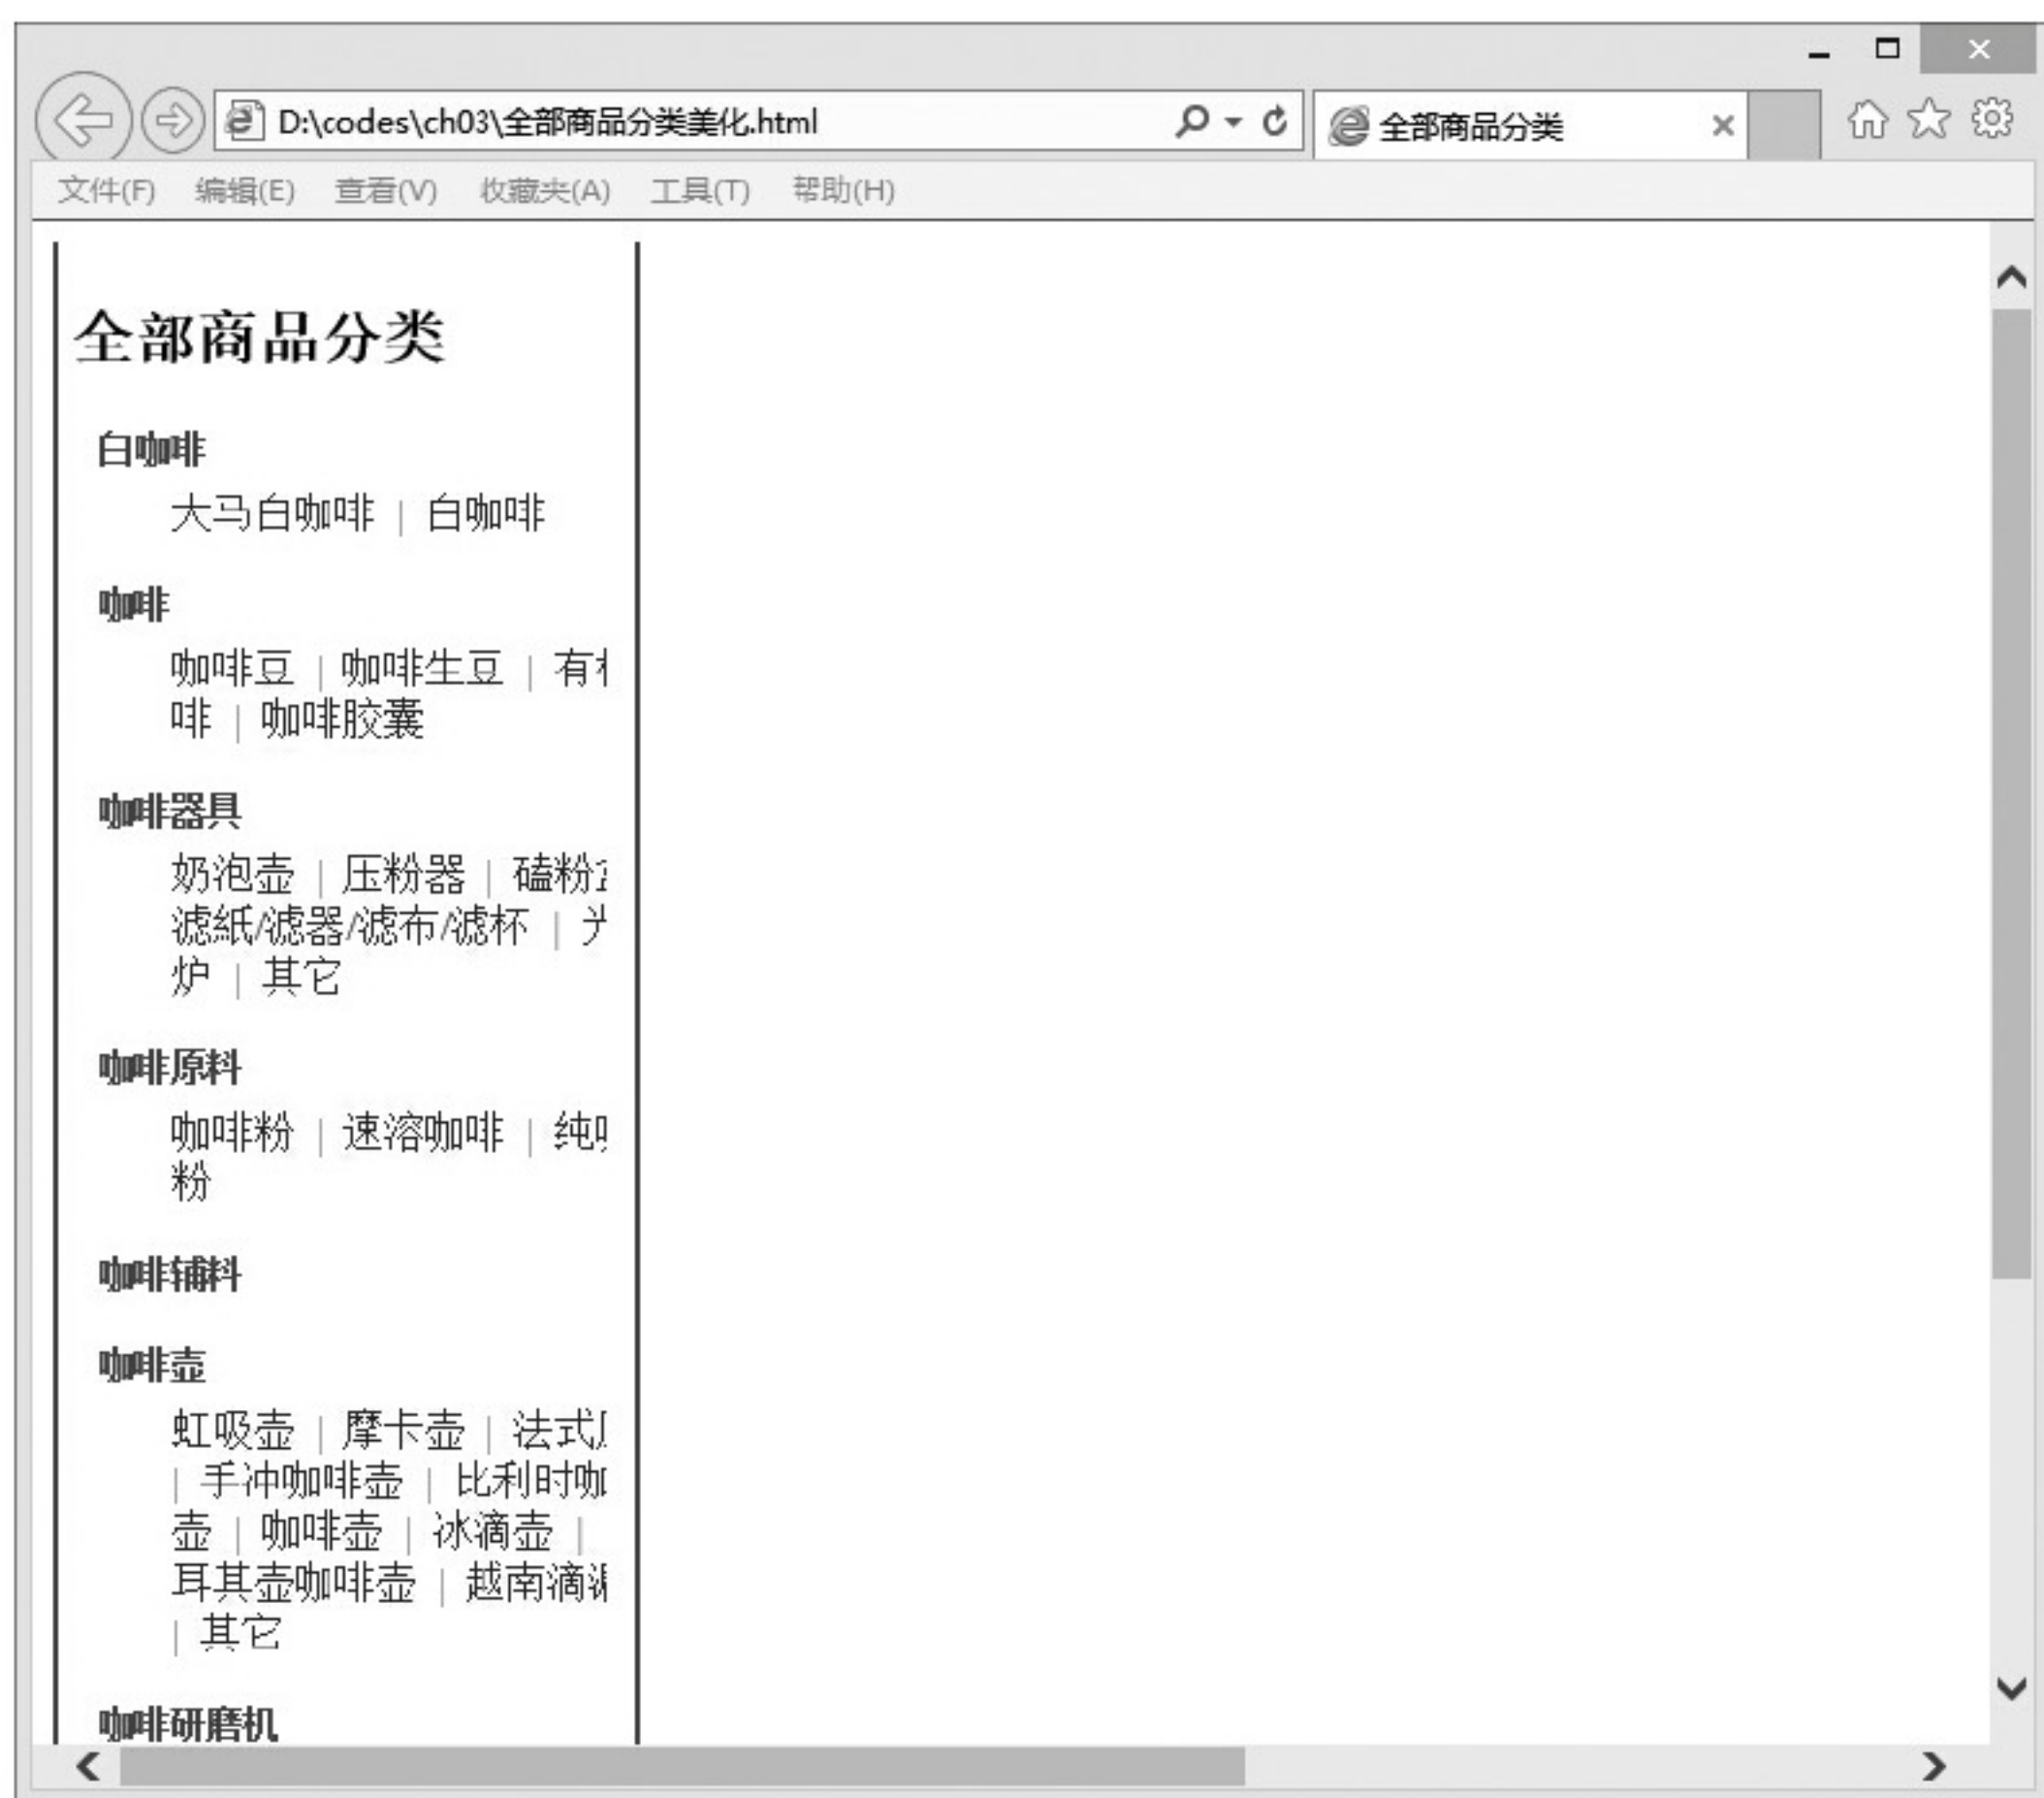 D:\codes\ch03\全部商品分类美化.html
全部商品分类
文件(F) 编辑(E) 查看(V) 收藏夹(A) 工具(T) 帮助(H)
全部商品分类
白咖啡
大马白咖啡 | 白咖啡
咖啡
咖啡豆 | 咖啡生豆 | 有
啡 | 咖啡胶囊
咖啡器具
奶泡壶 | 压粉器 | 磕粉
滤紙/滤器/滤布/滤杯 |
炉 | 其它
咖啡原料
咖啡粉 | 速溶咖啡 | 纯
粉
咖啡辅料
咖啡壶
虹吸壶 | 摩卡壶 | 法式
| 手冲咖啡壶 | 比利时咖
壶 | 咖啡壶 | 冰滴壶 |
耳其壶咖啡壶 | 越南滴
| 其它
咖啡研磨机